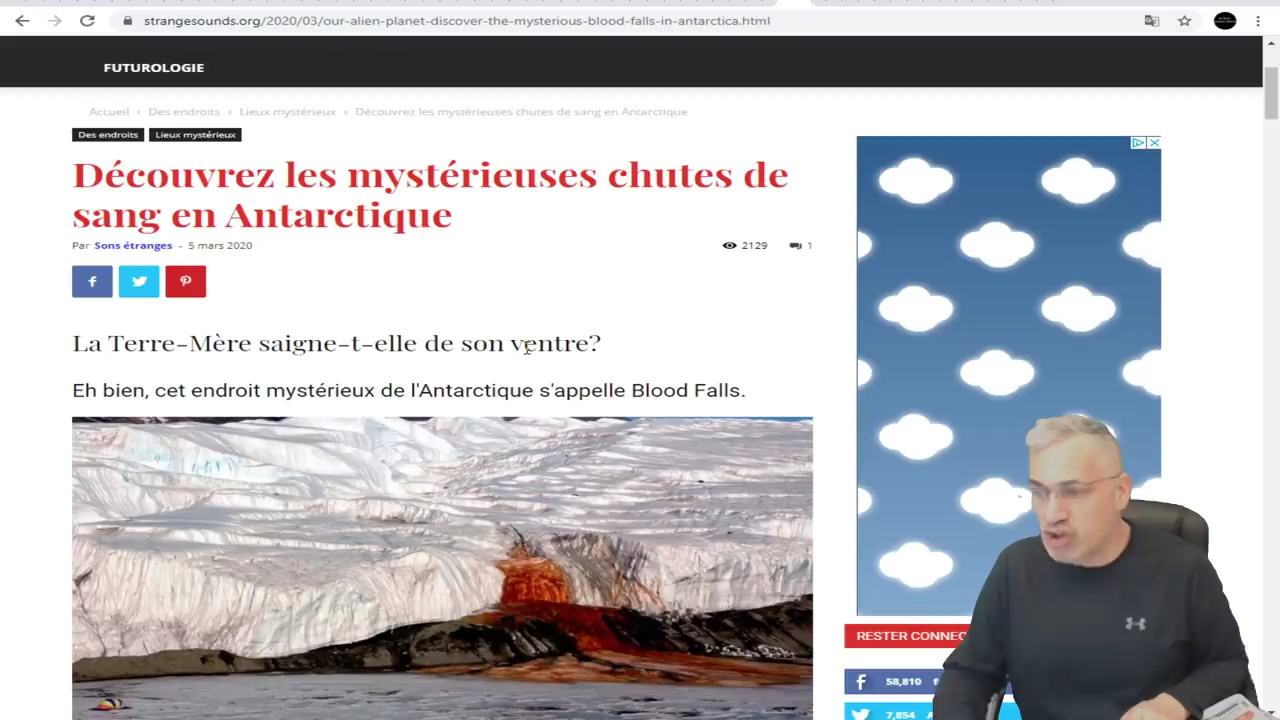 strangesounds.org/2020/03/our-alien-planet-discover-the-mysterious-blood-falls-in-antarctica.html
FUTUROLOGIE
Accueil › Des endroits › Lieux mystérieux › Découvrez les mystérieuses chutes de sang en Antarctique
Des endroits Lieux mystérieux
Découvrez les mystérieuses chutes de
sang en Antarctique
Par Sons étranges - 5 mars 2020 2129 1
La Terre-Mère saigne-t-elle de son ventre?
Eh bien, cet endroit mystérieux de l'Antarctique s'appelle Blood Falls.
RESTER
58,810
7,854